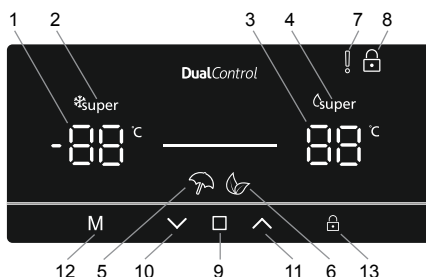 1 2 3 4 7 8
DualControl
super super
-88 °C 88 °C
M
12 5 10 9 11 6 13